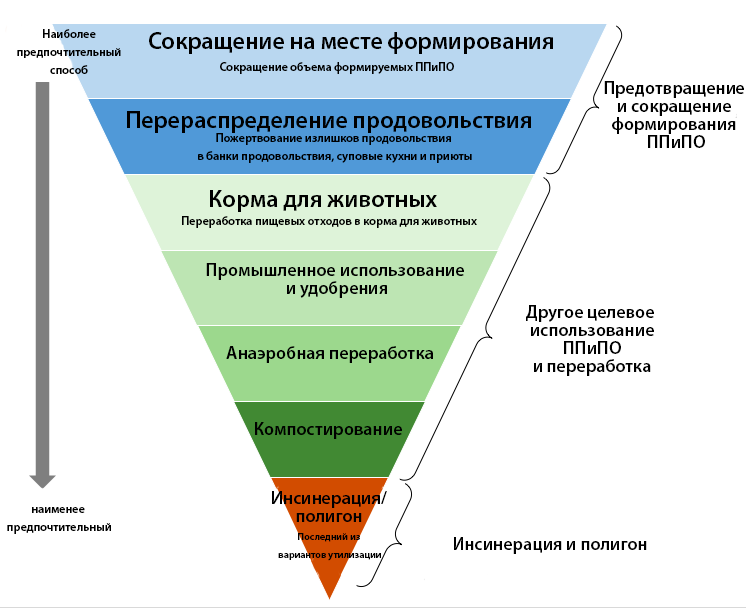 Наиболее
предпочтительный
способ
Сокращение на месте формирования
Сокращение объема формируемых ППиПО
Перераспределение продовольствия
Пожертвование излишков продовольствия
в банки продовольствия, суповые кухни и приюты
Предотвращение
и сокращение
формирования
ППиПО
Корма для животных
Переработка пищевых отходов в корма для животных
Промышленное использование
и удобрения
Анаэробная переработка
Компостирование
Другое целевое
использование
ППиПО
и переработка
наименее
предпочтительный
Инсинерация/
полигон
Последний из
вариантов утилизации
Инсинерация и полигон